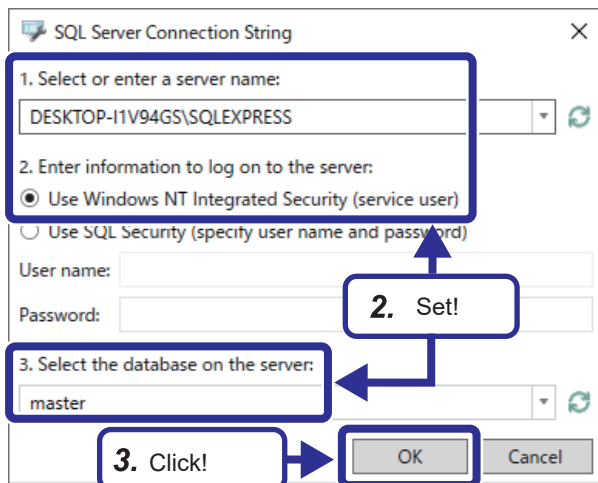 SQL Server Connection String
1. Select or enter a server name:
DESKTOP-I1V94GS\SQLEXPRESS
2. Enter information to log on to the server:
Use Windows NT Integrated Security (service user)
Use SQL Security (specify user name and password)
User name:
2. Set!
Password:
3. Select the database on the server:
master
3. Click!
OK
Cancel